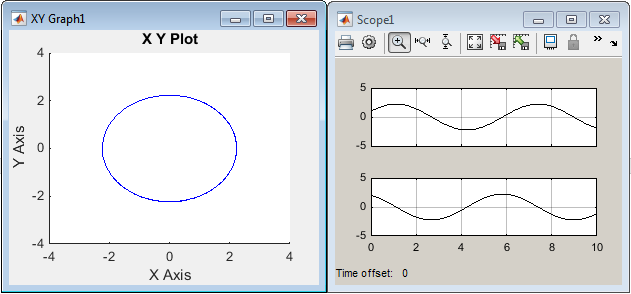 XY Graph1
X Y Plot
4
2
0
-2
-4
Y Axis
-4 -2 0 2 4
X Axis
Scope1
5
0
-5
5
0
-5
0 2 4 6 8 10
Time offset: 0